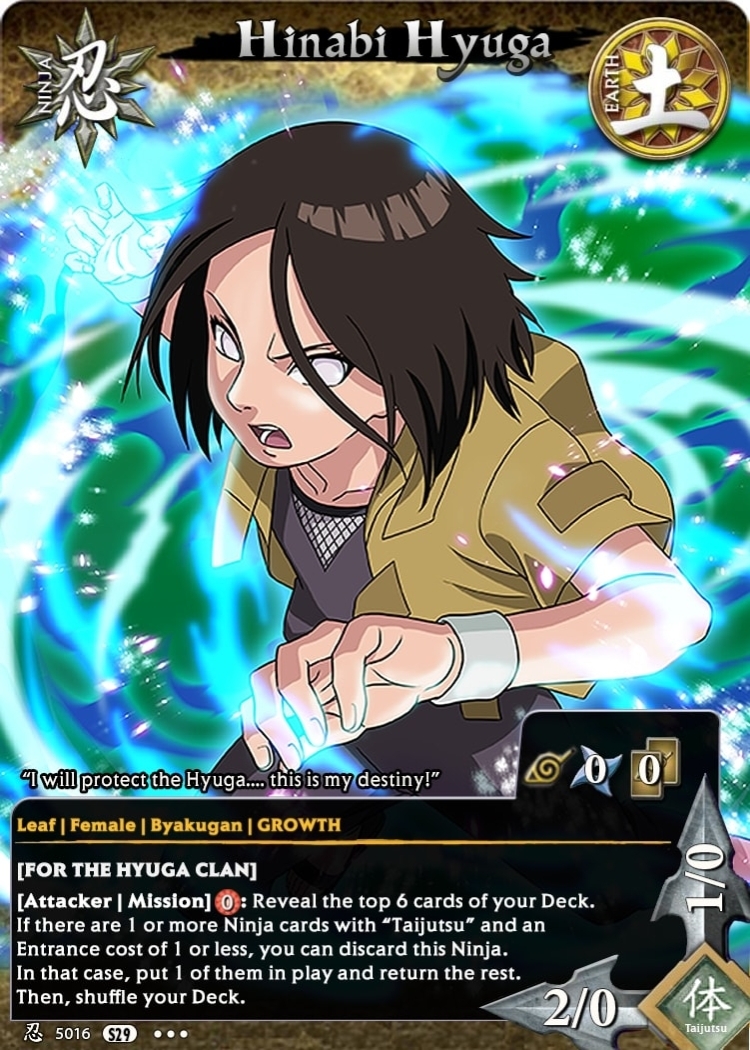 Hinabi Hyuga
NINJA
忍
EARTH
土
"I will protect the Hyuga.... this is my destiny!"
0 0
Leaf | Female | Byakugan | GROWTH
[FOR THE HYUGA CLAN]
[Attacker | Mission] 0 : Reveal the top 6 cards of your Deck.
If there are 1 or more Ninja cards with "Taijutsu" and an
Entrance cost of 1 or less, you can discard this Ninja.
In that case, put 1 of them in play and return the rest.
Then, shuffle your Deck.
1/0
2/0
体
Taijutsu
忍 5016 S29 •••